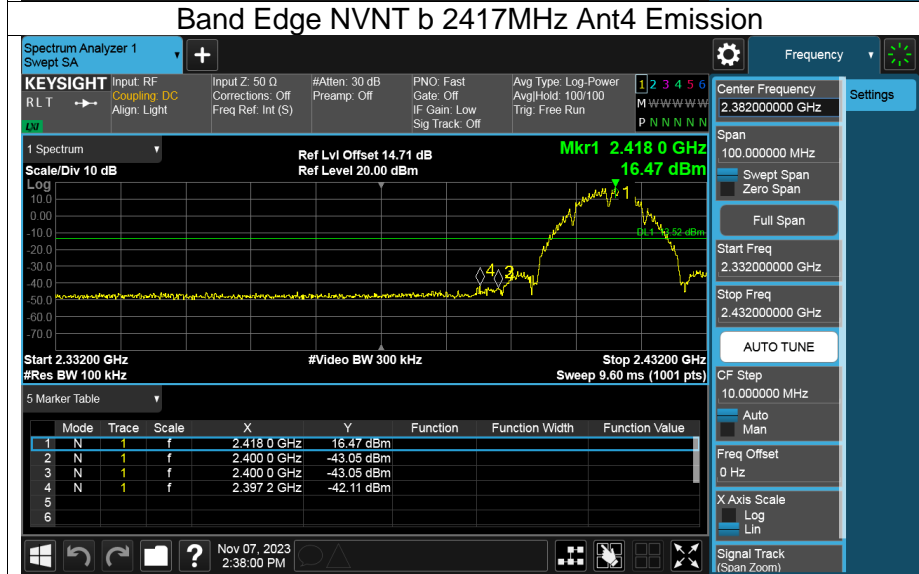 Band Edge NVNT b 2417MHz Ant4 Emission
Spectrum Analyzer 1
Swept SA
Frequency
Settings
KEYSIGHT
RLT
LXI
Input: RF
Coupling: DC
Align: Light
Input Z: 50 Ω
Corrections: Off
Freq Ref: Int (S)
#Atten: 30 dB
Preamp: Off
PNO: Fast
Gate: Off
IF Gain: Low
Sig Track: Off
Avg Type: Log-Power
Avg|Hold: 100/100
Trig: Free Run
1 2 3 4 5 6
M W W W W W
P N N N N N
1 Spectrum
Scale/Div 10 dB
Ref Lvl Offset 14.71 dB
Ref Level 20.00 dBm
Mkr1 2.418 0 GHz
16.47 dBm
Log
10.0
0.00
-10.0
-20.0
-30.0
-40.0
-50.0
-60.0
-70.0
1
4
Start 2.33200 GHz
#Res BW 100 kHz
#Video BW 300 kHz
Stop 2.43200 GHz
Sweep 9.60 ms (1001 pts)
5 Marker Table
Mode Trace Scale X Y Function Function Width Function Value
1 N 1 f 2.418 0 GHz 16.47 dBm
2 N 1 f 2.400 0 GHz -43.05 dBm
3 N 1 f 2.400 0 GHz -43.05 dBm
4 N 1 f 2.397 2 GHz -42.11 dBm
5
6
Nov 07, 2023
2:38:00 PM
Center Frequency
2.382000000 GHz
Span
100.000000 MHz
Swept Span
Zero Span
Full Span
Start Freq
2.332000000 GHz
Stop Freq
2.432000000 GHz
AUTO TUNE
CF Step
10.000000 MHz
Auto
Man
Freq Offset
0 Hz
X Axis Scale
Log
Lin
Signal Track
(Span Zoom)